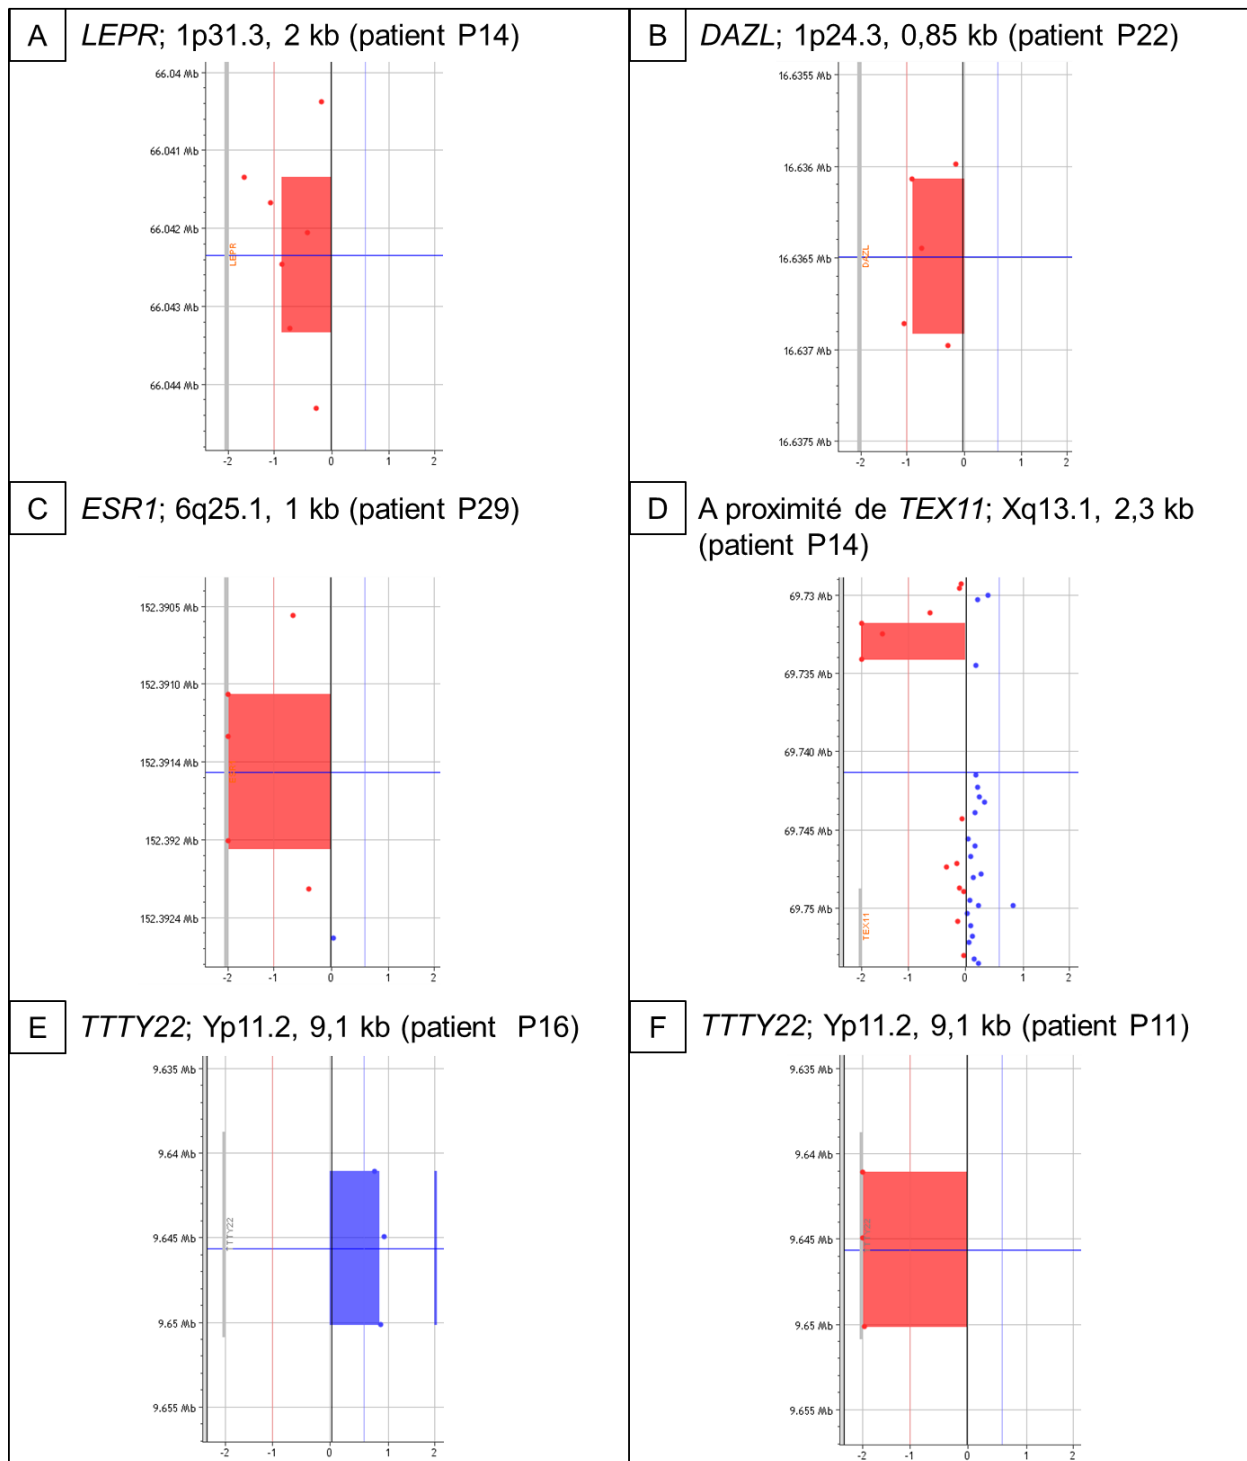 A LEPR; 1p31.3, 2 kb (patient P14)
66.04 Mb
66.041 Mb
66.042 Mb
66.043 Mb
66.044 Mb
LEPR
-2 -1 0 1 2
B DAZL; 1p24.3, 0,85 kb (patient P22)
16.6355 Mb
16.636 Mb
16.6365 Mb
16.637 Mb
16.6375 Mb
DAZL
-2 -1 0 1 2
C ESR1; 6q25.1, 1 kb (patient P29)
152.3905 Mb
152.3910 Mb
152.3914 Mb
152.392 Mb
152.3924 Mb
-2 -1 0 1 2
D A proximité de TEX11; Xq13.1, 2,3 kb
(patient P14)
69.73 Mb
69.735 Mb
69.740 Mb
69.745 Mb
69.75 Mb
TEX11
-2 -1 0 1 2
E TTTY22; Yp11.2, 9,1 kb (patient P16)
9.635 Mb
9.64 Mb
9.645 Mb
9.65 Mb
9.655 Mb
TTTY22
-2 -1 0 1 2
F TTTY22; Yp11.2, 9,1 kb (patient P11)
9.635 Mb
9.64 Mb
9.645 Mb
9.65 Mb
9.655 Mb
TTTY22
-2 -1 0 1 2